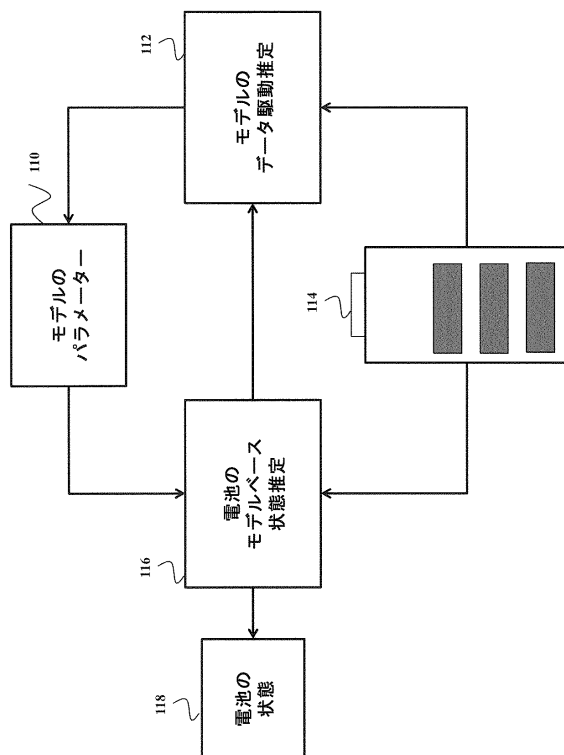 110
モデルの
パラメーター
112
モデルの
データ駆動推定
114
116
電池の
モデルベース
状態推定
118
電池の
状態